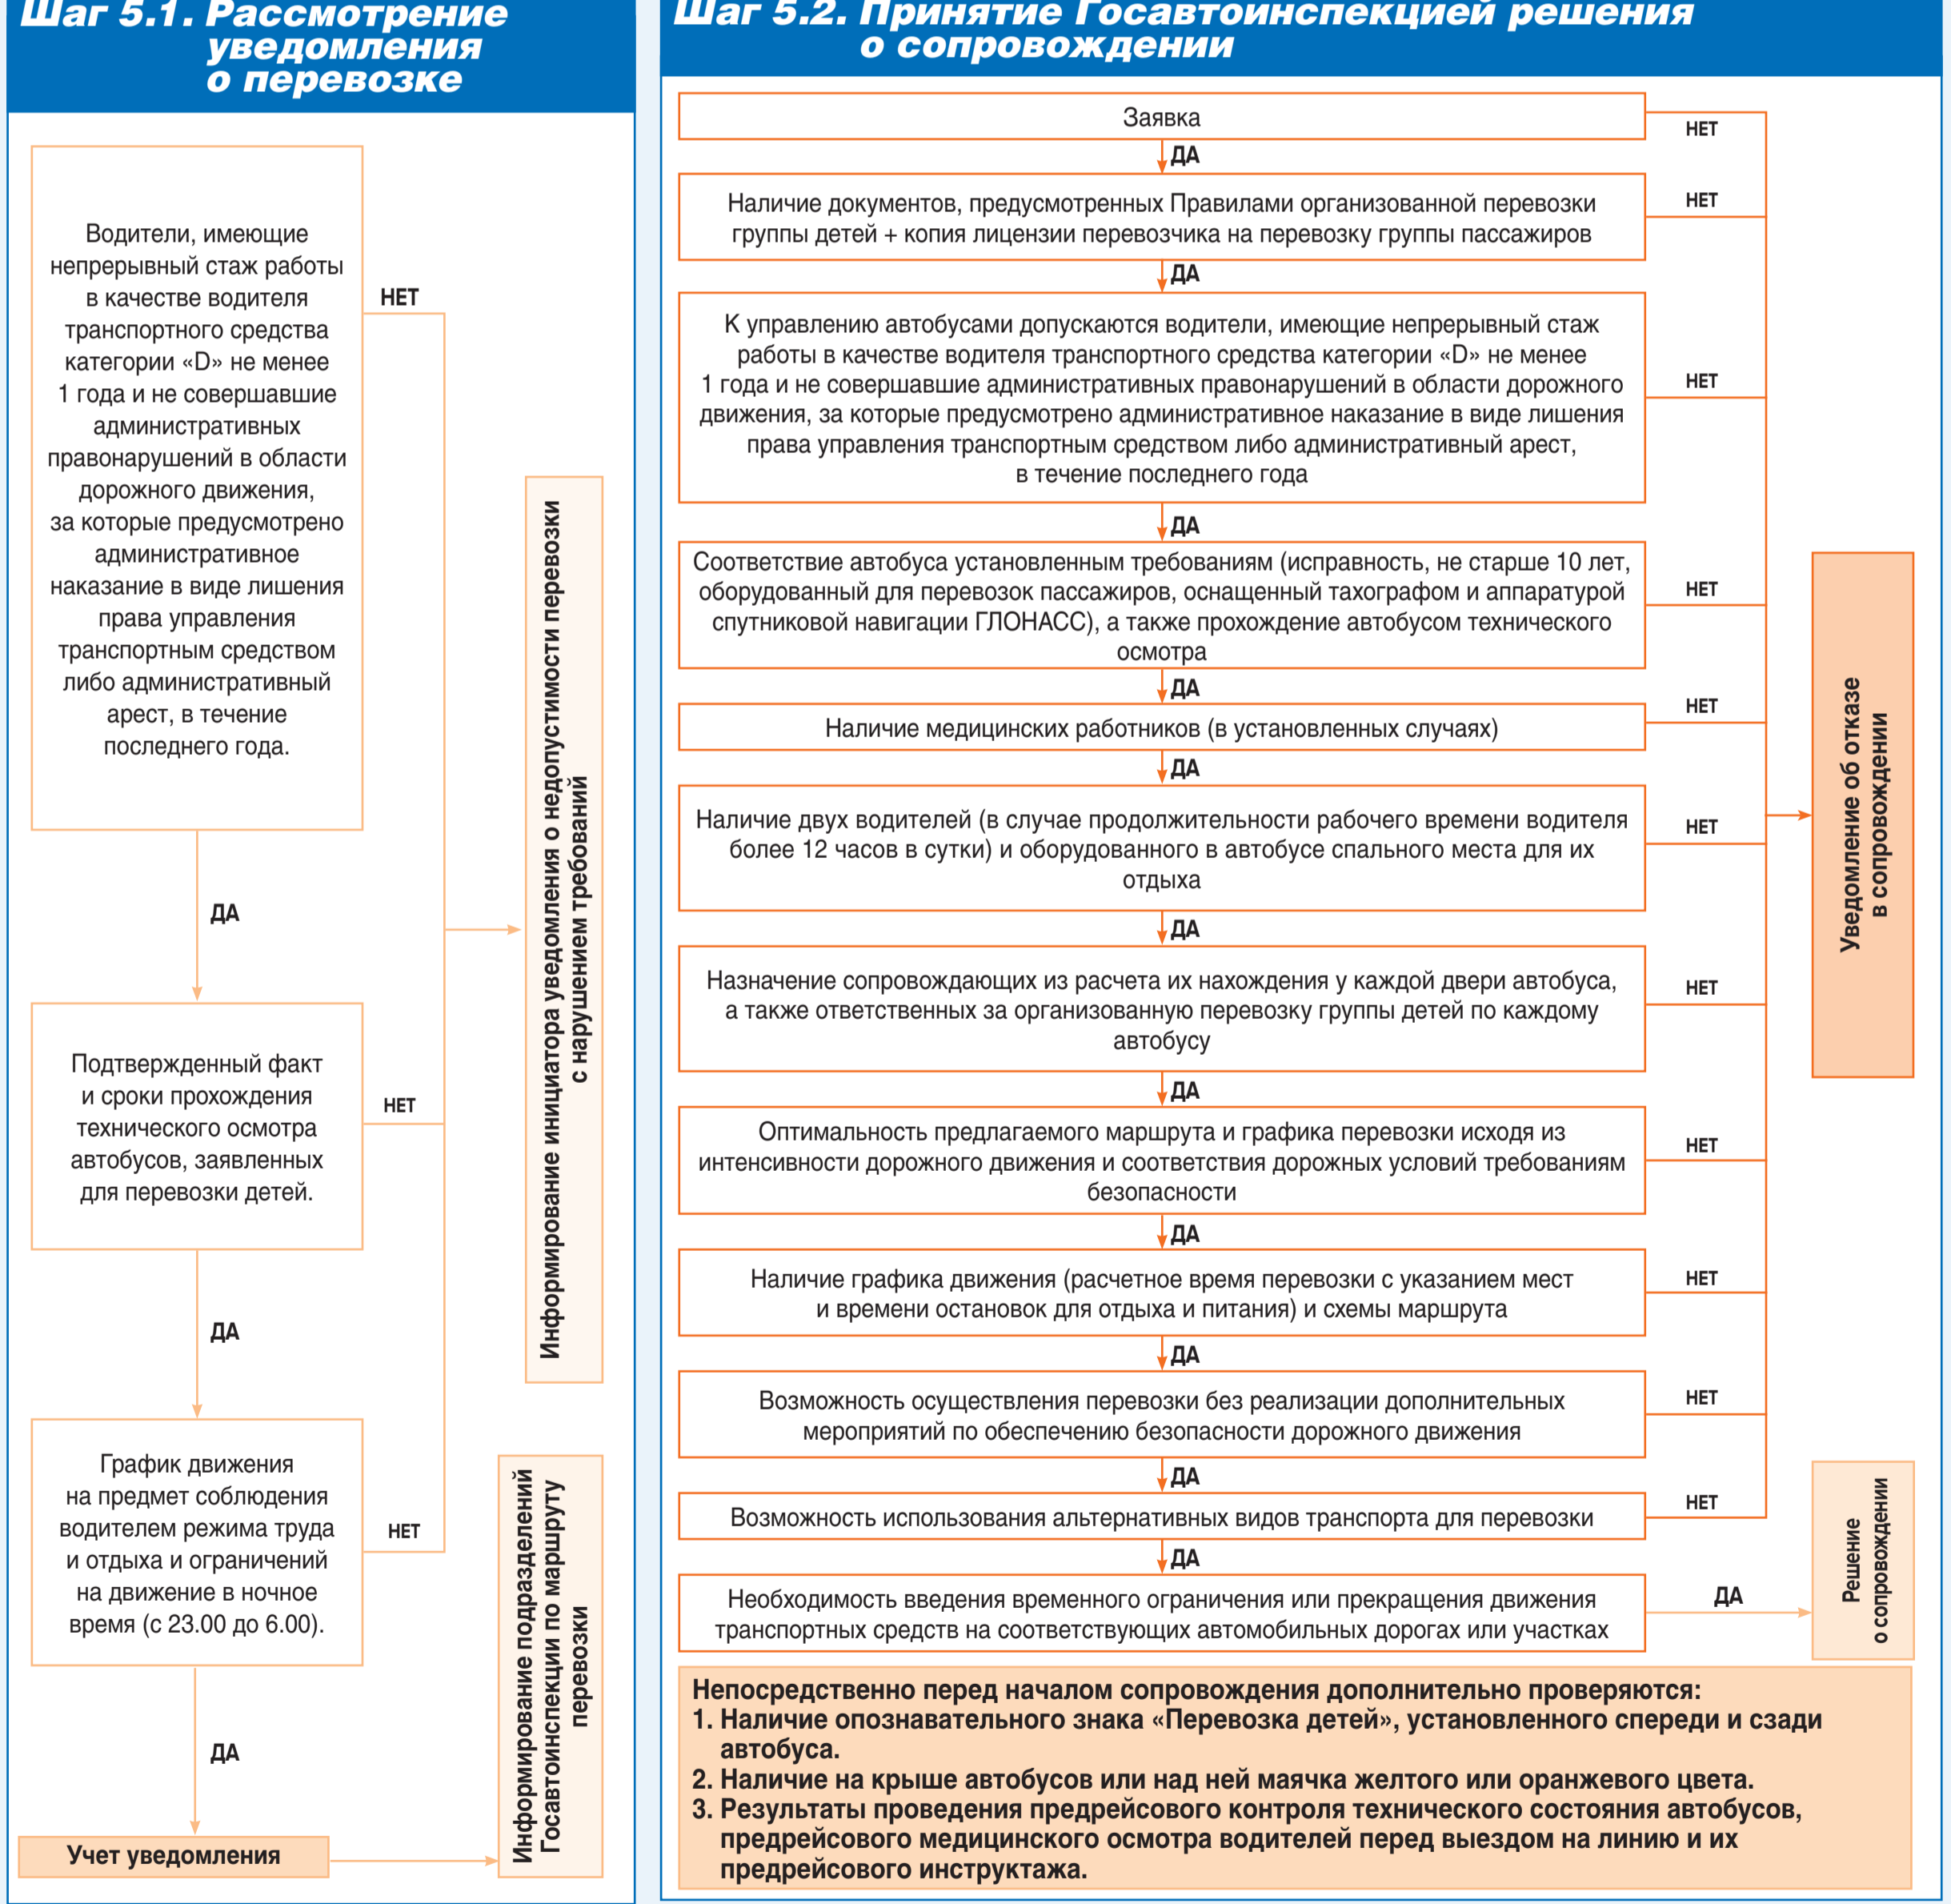 Шаг 5.1. Рассмотрение
уведомления
о перевозке
Водители, имеющие
непрерывный стаж работы
в качестве водителя
транспортного средства
категории «D» не менее
1 года и не совершавшие
административных
правонарушений в области
дорожного движения,
за которые предусмотрено
административное
наказание в виде лишения
права управления
транспортным средством
либо административный
арест, в течение
последнего года.
НЕТ
ДА
Подтвержденный факт
и сроки прохождения
технического осмотра
автобусов, заявленных
для перевозки детей.
НЕТ
ДА
График движения
на предмет соблюдения
водителем режима труда
и отдыха и ограничений
на движение в ночное
время (с 23.00 до 6.00).
НЕТ
ДА
Учет уведомления
Информирование инициатора уведомления о недопустимости перевозки
с нарушением требований
Информирование подразделений
Госавтоинспекции по маршруту
перевозки
Шаг 5.2. Принятие Госавтоинспекцией решения
о сопровождении
Заявка
НЕТ
ДА
Наличие документов, предусмотренных Правилами организованной перевозки
группы детей + копия лицензии перевозчика на перевозку группы пассажиров
НЕТ
ДА
К управлению автобусами допускаются водители, имеющие непрерывный стаж
работы в качестве водителя транспортного средства категории «D» не менее
1 года и не совершавшие административных правонарушений в области дорожного
движения, за которые предусмотрено административное наказание в виде лишения
права управления транспортным средством либо административный арест,
в течение последнего года
НЕТ
ДА
Соответствие автобуса установленным требованиям (исправность, не старше 10 лет,
оборудованный для перевозок пассажиров, оснащенный тахографом и аппаратурой
спутниковой навигации ГЛОНАСС), а также прохождение автобусом технического
осмотра
НЕТ
ДА
Наличие медицинских работников (в установленных случаях)
НЕТ
ДА
Наличие двух водителей (в случае продолжительности рабочего времени водителя
более 12 часов в сутки) и оборудованного в автобусе спального места для их
отдыха
НЕТ
ДА
Назначение сопровождающих из расчета их нахождения у каждой двери автобуса,
а также ответственных за организованную перевозку группы детей по каждому
автобусу
НЕТ
ДА
Оптимальность предлагаемого маршрута и графика перевозки исходя из
интенсивности дорожного движения и соответствия дорожных условий требованиям
безопасности
НЕТ
ДА
Наличие графика движения (расчетное время перевозки с указанием мест
и времени остановок для отдыха и питания) и схемы маршрута
НЕТ
ДА
Возможность осуществления перевозки без реализации дополнительных
мероприятий по обеспечению безопасности дорожного движения
НЕТ
ДА
Возможность использования альтернативных видов транспорта для перевозки
НЕТ
ДА
Необходимость введения временного ограничения или прекращения движения
транспортных средств на соответствующих автомобильных дорогах или участках
ДА
Уведомление об отказе
в сопровождении
Решение
о сопровождении
Непосредственно перед началом сопровождения дополнительно проверяются:
1. Наличие опознавательного знака «Перевозка детей», установленного спереди и сзади
автобуса.
2. Наличие на крыше автобусов или над ней маячка желтого или оранжевого цвета.
3. Результаты проведения предрейсового контроля технического состояния автобусов,
предрейсового медицинского осмотра водителей перед выездом на линию и их
предрейсового инструктажа.